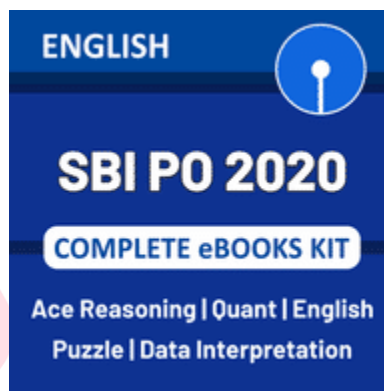 ENGLISH
SBI PO 2020
COMPLETE eBOOKS KIT
Ace Reasoning | Quant | English
Puzzle | Data Interpretation